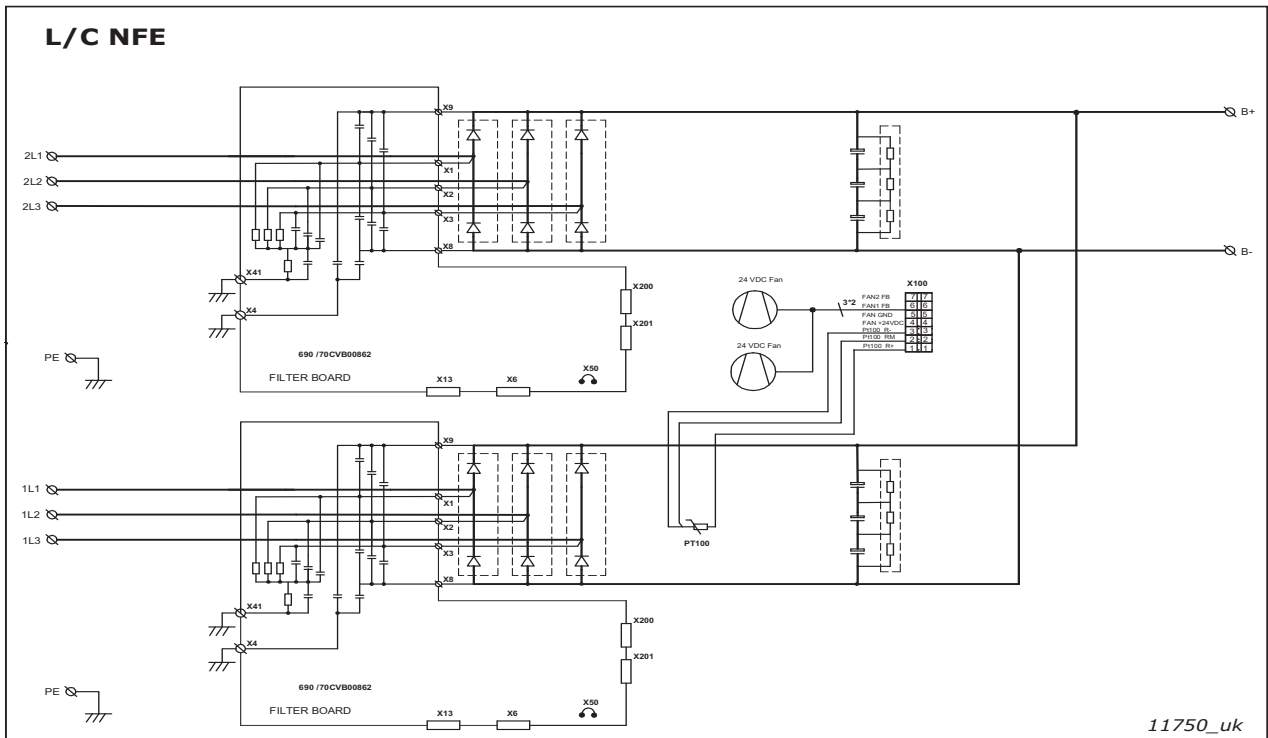 L/C NFE
X9
B+
2L1
X1
2L2
X2
2L3
X3
X8
B-
X41
X4
X200
X201
24 VDC Fan
3*2
X100
FAN2 FB 7 7
FAN1 FB 6 6
FAN GND 5 5
FAN +24VDC 4 4
Pt100 R- 3 3
Pt100 RM 2 2
Pt100 R+ 1 1
24 VDC Fan
PE
690 /70CVB00862
FILTER BOARD
X13
X6
X50
X9
1L1
X1
1L2
X2
1L3
X3
PT100
X8
X41
X4
X200
X201
PE
690 /70CVB00862
FILTER BOARD
X13
X6
X50
11750_uk